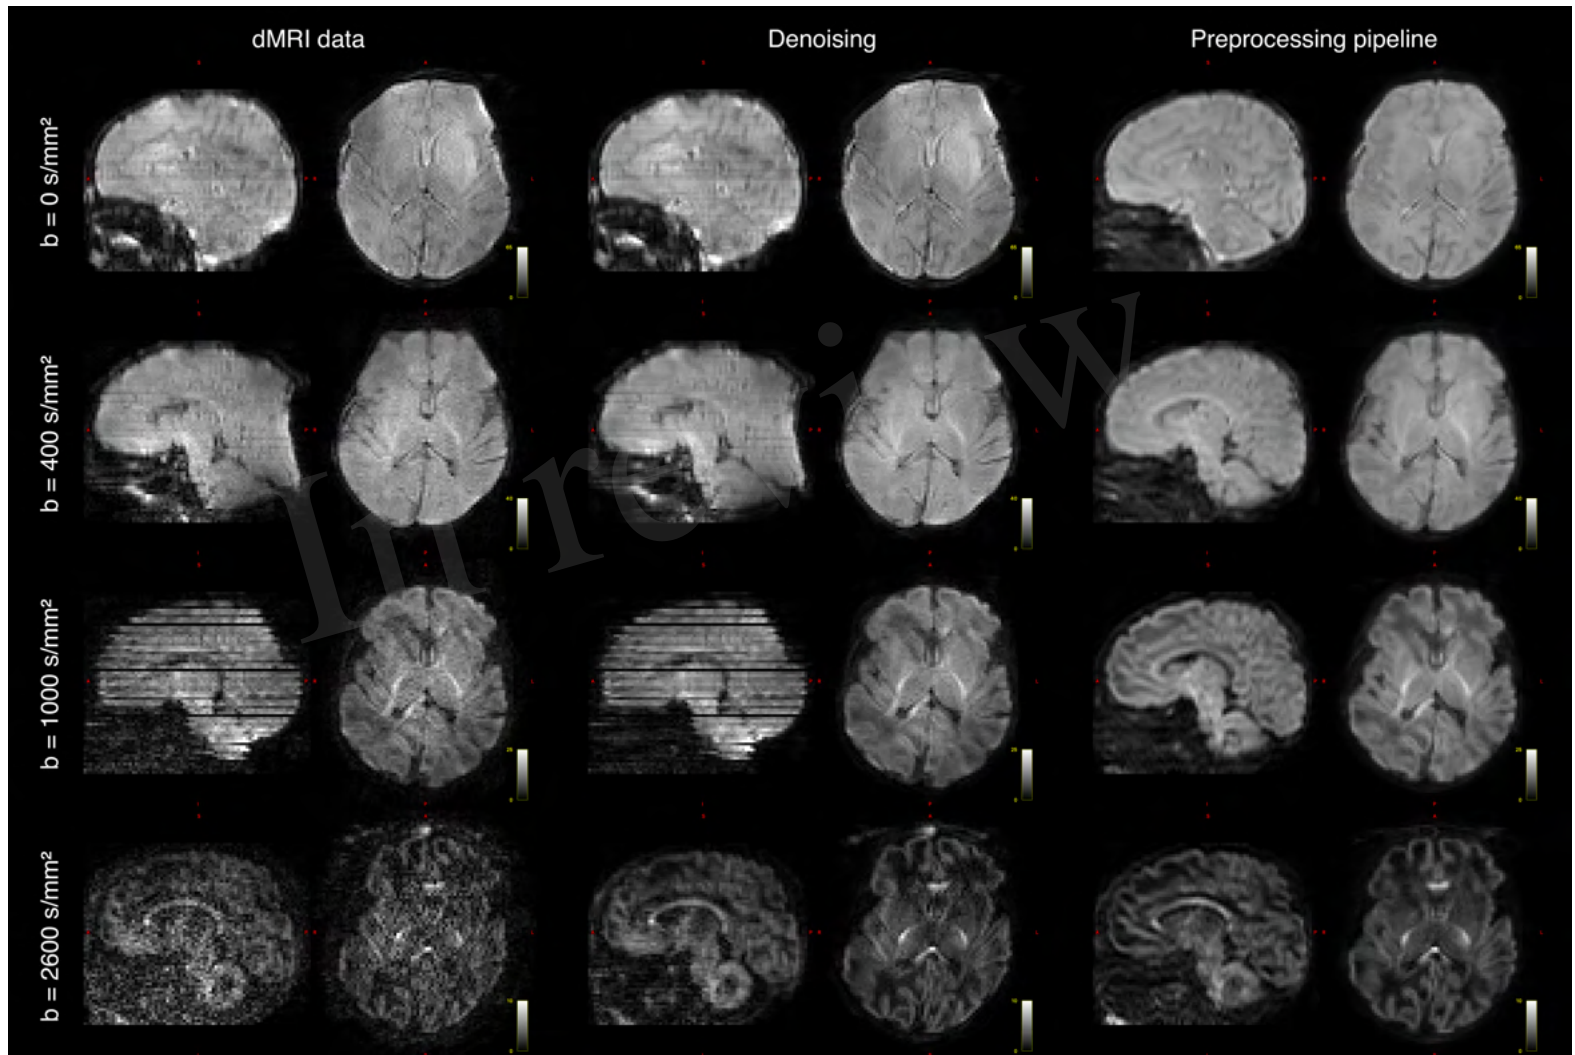 dMRI data
Denoising
Preprocessing pipeline
b = 0 s/mm²
b = 400 s/mm²
b = 1000 s/mm²
b = 2600 s/mm²
In review